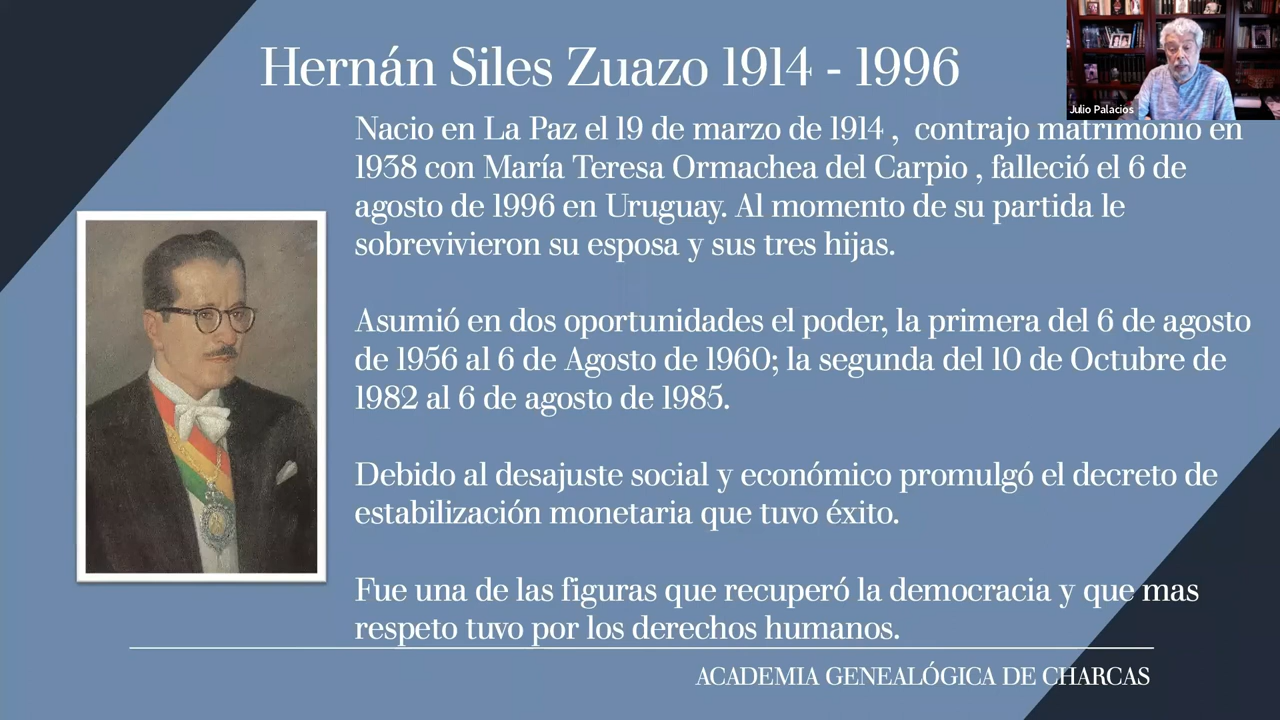 Hernán Siles Zuazo 1914 - 1996
Julio Palacios
Nacio en La Paz el 19 de marzo de 1914 , contrajo matrimonio en
1938 con María Teresa Ormachea del Carpio , falleció el 6 de
agosto de 1996 en Uruguay. Al momento de su partida le
sobrevivieron su esposa y sus tres hijas.
Asumió en dos oportunidades el poder, la primera del 6 de agosto
de 1956 al 6 de Agosto de 1960; la segunda del 10 de Octubre de
1982 al 6 de agosto de 1985.
Debido al desajuste social y económico promulgó el decreto de
estabilización monetaria que tuvo éxito.
Fue una de las figuras que recuperó la democracia y que mas
respeto tuvo por los derechos humanos.
ACADEMIA GENEALÓGICA DE CHARCAS